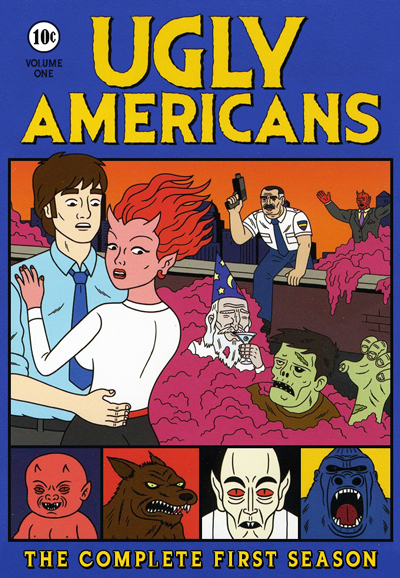 10¢
VOLUME
ONE
UGLY
AMERICANS
THE COMPLETE FIRST SEASON